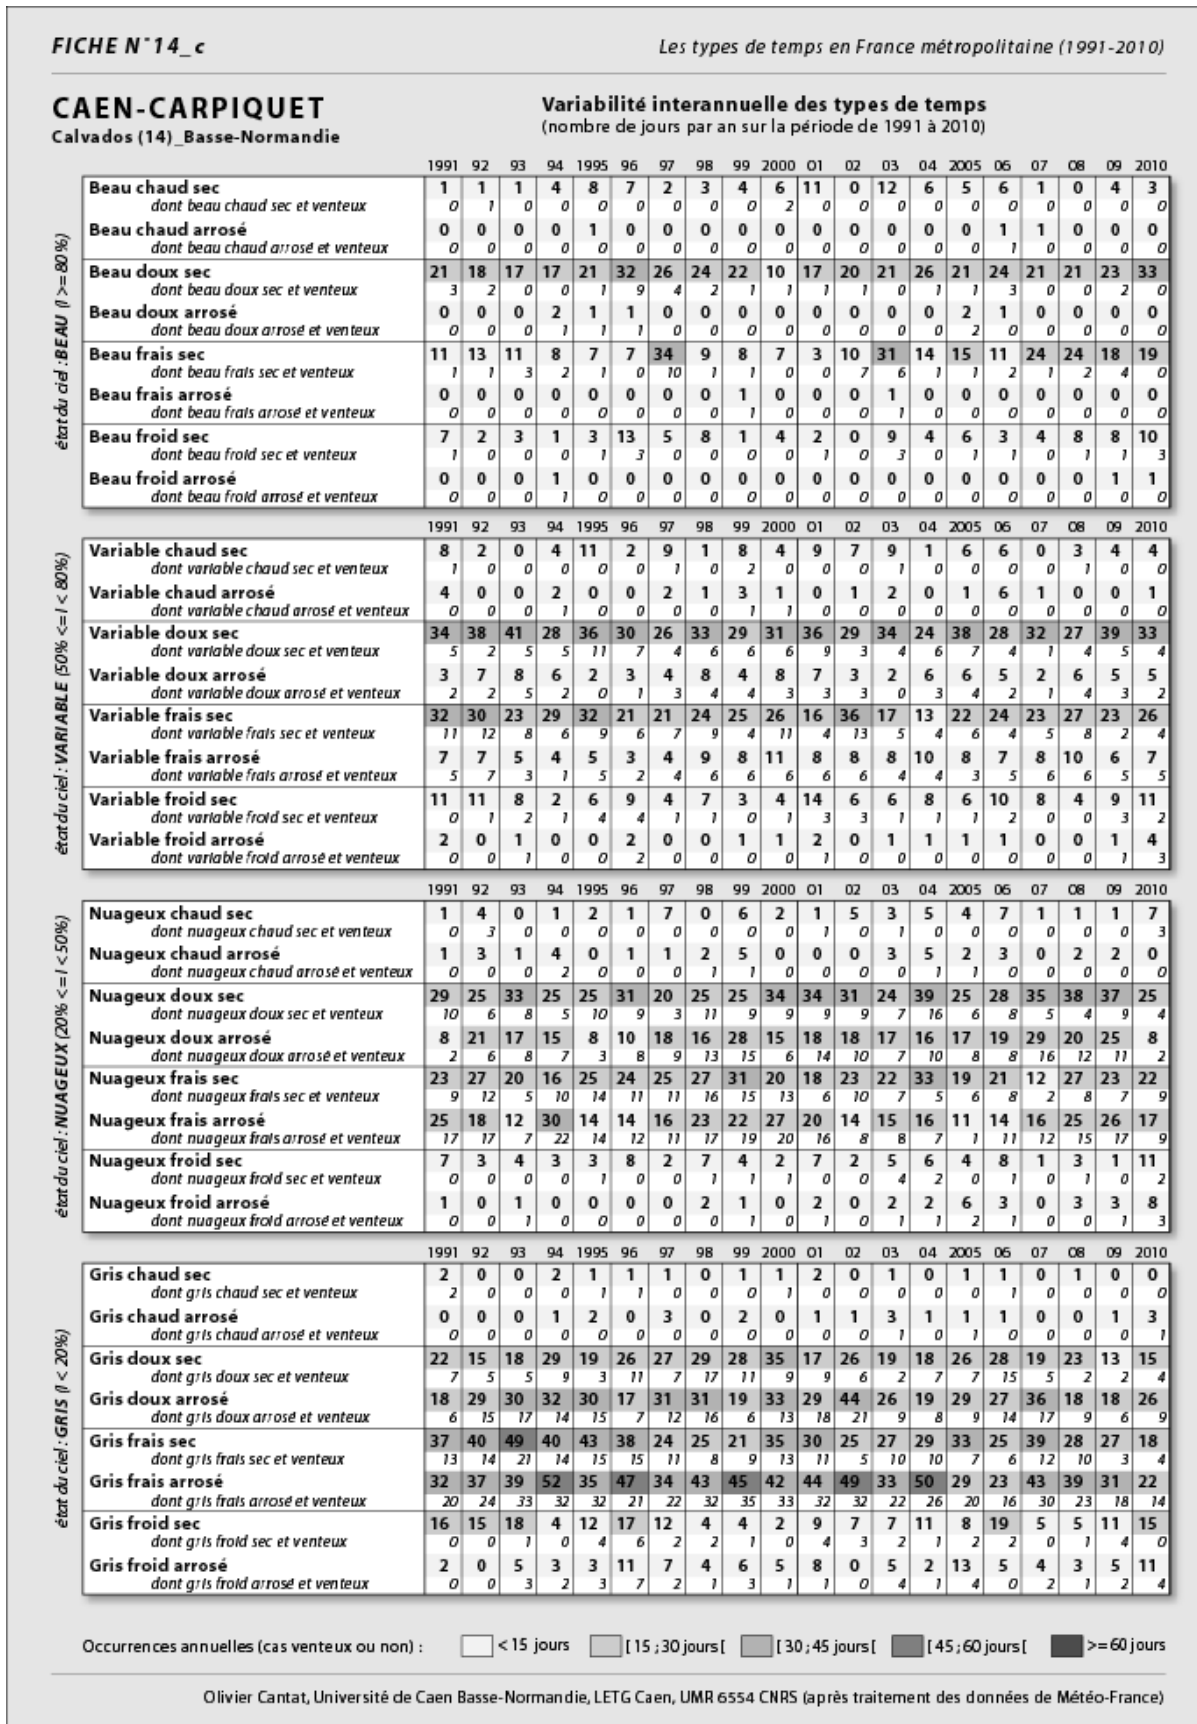 FICHE N°14_c
Les types de temps en France métropolitaine (1991-2010)
CAEN-CARPIQUET
Calvados (14)_Basse-Normandie
Variabilité interannuelle des types de temps
(nombre de jours par an sur la période de 1991 à 2010)
état du ciel : BEAU (I >= 80%)
1991 92 93 94 1995 96 97 98 99 2000 01 02 03 04 2005 06 07 08 09 2010
Beau chaud sec 1 1 1 4 8 7 2 3 4 6 11 0 12 6 5 6 1 0 4 3
dont beau chaud sec et venteux 0 1 0 0 0 0 0 0 0 2 0 0 0 0 0 0 0 0 0 0
Beau chaud arrosé 0 0 0 0 1 0 0 0 0 0 0 0 0 0 0 1 1 0 0 0
dont beau chaud arrosé et venteux 0 0 0 0 0 0 0 0 0 0 0 0 0 0 0 1 0 0 0 0
Beau doux sec 21 18 17 17 21 32 26 24 22 10 17 20 21 26 21 24 21 21 23 33
dont beau doux sec et venteux 3 2 0 0 1 9 4 2 1 1 1 1 0 1 1 3 0 0 2 0
Beau doux arrosé 0 0 0 2 1 1 0 0 0 0 0 0 0 0 2 1 0 0 0 0
dont beau doux arrosé et venteux 0 0 0 1 1 1 0 0 0 0 0 0 0 0 2 0 0 0 0 0
Beau frais sec 11 13 11 8 7 7 34 9 8 7 3 10 31 14 15 11 24 24 18 19
dont beau frais sec et venteux 1 1 3 2 1 0 10 1 1 0 0 7 6 1 1 2 1 2 4 0
Beau frais arrosé 0 0 0 0 0 0 0 0 1 0 0 0 1 0 0 0 0 0 0 0
dont beau frais arrosé et venteux 0 0 0 0 0 0 0 0 1 0 0 0 1 0 0 0 0 0 0 0
Beau froid sec 7 2 3 1 3 13 5 8 1 4 2 0 9 4 6 3 4 8 8 10
dont beau froid sec et venteux 1 0 0 0 1 3 0 0 0 0 1 0 3 0 1 1 0 1 1 3
Beau froid arrosé 0 0 0 1 0 0 0 0 0 0 0 0 0 0 0 0 0 0 1 1
dont beau froid arrosé et venteux 0 0 0 1 0 0 0 0 0 0 0 0 0 0 0 0 0 0 0 0
état du ciel : VARIABLE (50% <= I < 80%)
1991 92 93 94 1995 96 97 98 99 2000 01 02 03 04 2005 06 07 08 09 2010
Variable chaud sec 8 2 0 4 11 2 9 1 8 4 9 7 9 1 6 6 0 3 4 4
dont variable chaud sec et venteux 1 0 0 0 0 0 1 0 2 0 0 0 1 0 0 0 0 1 0 0
Variable chaud arrosé 4 0 0 2 0 0 2 1 3 1 0 1 2 0 1 6 1 0 0 1
dont variable chaud arrosé et venteux 0 0 0 1 0 0 0 0 1 1 0 0 0 0 0 0 0 0 0 0
Variable doux sec 34 38 41 28 36 30 26 33 29 31 36 29 34 24 38 28 32 27 39 33
dont variable doux sec et venteux 5 2 5 5 11 7 4 6 6 6 9 3 4 6 7 4 1 4 5 4
Variable doux arrosé 3 7 8 6 2 3 4 8 4 8 7 3 2 6 6 5 2 6 5 5
dont variable doux arrosé et venteux 2 2 5 2 0 1 3 4 4 3 3 3 0 3 4 2 1 4 3 2
Variable frais sec 32 30 23 29 32 21 21 24 25 26 16 36 17 13 22 24 23 27 23 26
dont variable frais sec et venteux 11 12 8 6 9 6 7 9 4 11 4 13 5 4 6 4 5 8 2 4
Variable frais arrosé 7 7 5 4 5 3 4 9 8 11 8 8 8 10 8 7 8 10 6 7
dont variable frais arrosé et venteux 5 7 3 1 5 2 4 6 6 6 6 6 4 4 3 5 6 6 5 5
Variable froid sec 11 11 8 2 6 9 4 7 3 4 14 6 6 8 6 10 8 4 9 11
dont variable froid sec et venteux 0 1 2 1 4 4 1 1 0 1 3 3 1 1 1 2 0 0 3 2
Variable froid arrosé 2 0 1 0 0 2 0 0 1 1 2 0 1 1 1 1 0 0 1 4
dont variable froid arrosé et venteux 0 0 1 0 0 2 0 0 0 0 1 0 0 0 0 0 0 0 1 3
état du ciel : NUAGEUX (20% <= I < 50%)
1991 92 93 94 1995 96 97 98 99 2000 01 02 03 04 2005 06 07 08 09 2010
Nuageux chaud sec 1 4 0 1 2 1 7 0 6 2 1 5 3 5 4 7 1 1 1 7
dont nuageux chaud sec et venteux 0 3 0 0 0 0 0 0 0 0 1 0 1 0 0 0 0 0 0 3
Nuageux chaud arrosé 1 3 1 4 0 1 1 2 5 0 0 0 3 5 2 3 0 2 2 0
dont nuageux chaud arrosé et venteux 0 0 0 2 0 0 0 1 1 0 0 0 0 1 1 0 0 0 0 0
Nuageux doux sec 29 25 33 25 25 31 20 25 25 34 34 31 24 39 25 28 35 38 37 25
dont nuageux doux sec et venteux 10 6 8 5 10 9 3 11 9 9 9 9 7 16 6 8 5 4 9 4
Nuageux doux arrosé 8 21 17 15 8 10 18 16 28 15 18 18 17 16 17 19 29 20 25 8
dont nuageux doux arrosé et venteux 2 6 8 7 3 8 9 13 15 6 14 10 7 10 8 8 16 12 11 2
Nuageux frais sec 23 27 20 16 25 24 25 27 31 20 18 23 22 33 19 21 12 27 23 22
dont nuageux frais sec et venteux 9 12 5 10 14 11 11 16 15 13 6 10 7 5 6 8 2 8 7 9
Nuageux frais arrosé 25 18 12 30 14 14 16 23 22 27 20 14 15 16 11 14 16 25 26 17
dont nuageux frais arrosé et venteux 17 17 7 22 14 12 11 17 19 20 16 8 8 7 1 11 12 15 17 9
Nuageux froid sec 7 3 4 3 3 8 2 7 4 2 7 2 5 6 4 8 1 3 1 11
dont nuageux froid sec et venteux 0 0 0 0 1 0 0 1 1 1 0 0 4 2 0 1 0 1 0 2
Nuageux froid arrosé 1 0 1 0 0 0 0 2 1 0 2 0 2 2 6 3 0 3 3 8
dont nuageux froid arrosé et venteux 0 0 1 0 0 0 0 0 1 0 1 0 1 1 2 1 0 0 1 3
état du ciel : GRIS (I < 20%)
1991 92 93 94 1995 96 97 98 99 2000 01 02 03 04 2005 06 07 08 09 2010
Gris chaud sec 2 0 0 2 1 1 1 0 1 1 2 0 1 0 1 1 0 1 0 0
dont gris chaud sec et venteux 2 0 0 0 1 1 0 0 0 1 0 0 0 0 0 1 0 0 0 0
Gris chaud arrosé 0 0 0 1 2 0 3 0 2 0 1 1 3 1 1 1 0 0 1 3
dont gris chaud arrosé et venteux 0 0 0 0 0 0 0 0 0 0 0 0 1 0 1 0 0 0 0 1
Gris doux sec 22 15 18 29 19 26 27 29 28 35 17 26 19 18 26 28 19 23 13 15
dont gris doux sec et venteux 7 5 5 9 3 11 7 17 11 9 9 6 2 7 7 15 5 2 2 4
Gris doux arrosé 18 29 30 32 30 17 31 31 19 33 29 44 26 19 29 27 36 18 18 26
dont gris doux arrosé et venteux 6 15 17 14 15 7 12 16 6 13 18 21 9 8 9 14 17 9 6 9
Gris frais sec 37 40 49 40 43 38 24 25 21 35 30 25 27 29 33 25 39 28 27 18
dont gris frais sec et venteux 13 14 21 14 15 15 11 8 9 13 11 5 10 10 7 6 12 10 3 4
Gris frais arrosé 32 37 39 52 35 47 34 43 45 42 44 49 33 50 29 23 43 39 31 22
dont gris frais arrosé et venteux 20 24 33 32 32 21 22 32 35 33 32 32 22 26 20 16 30 23 18 14
Gris froid sec 16 15 18 4 12 17 12 4 4 2 9 7 7 11 8 19 5 5 11 15
dont gris froid sec et venteux 0 0 1 0 4 6 2 2 1 0 4 3 2 1 2 2 0 1 4 0
Gris froid arrosé 2 0 5 3 3 11 7 4 6 5 8 0 5 2 13 5 4 3 5 11
dont gris froid arrosé et venteux 0 0 3 2 3 7 2 1 3 1 1 0 4 1 4 0 2 1 2 4
Occurrences annuelles (cas venteux ou non) : < 15 jours [15 ; 30 jours[ [30 ; 45 jours[ [45 ; 60 jours[ >= 60 jours
Olivier Cantat, Université de Caen Basse-Normandie, LETG Caen, UMR 6554 CNRS (après traitement des données de Météo-France)